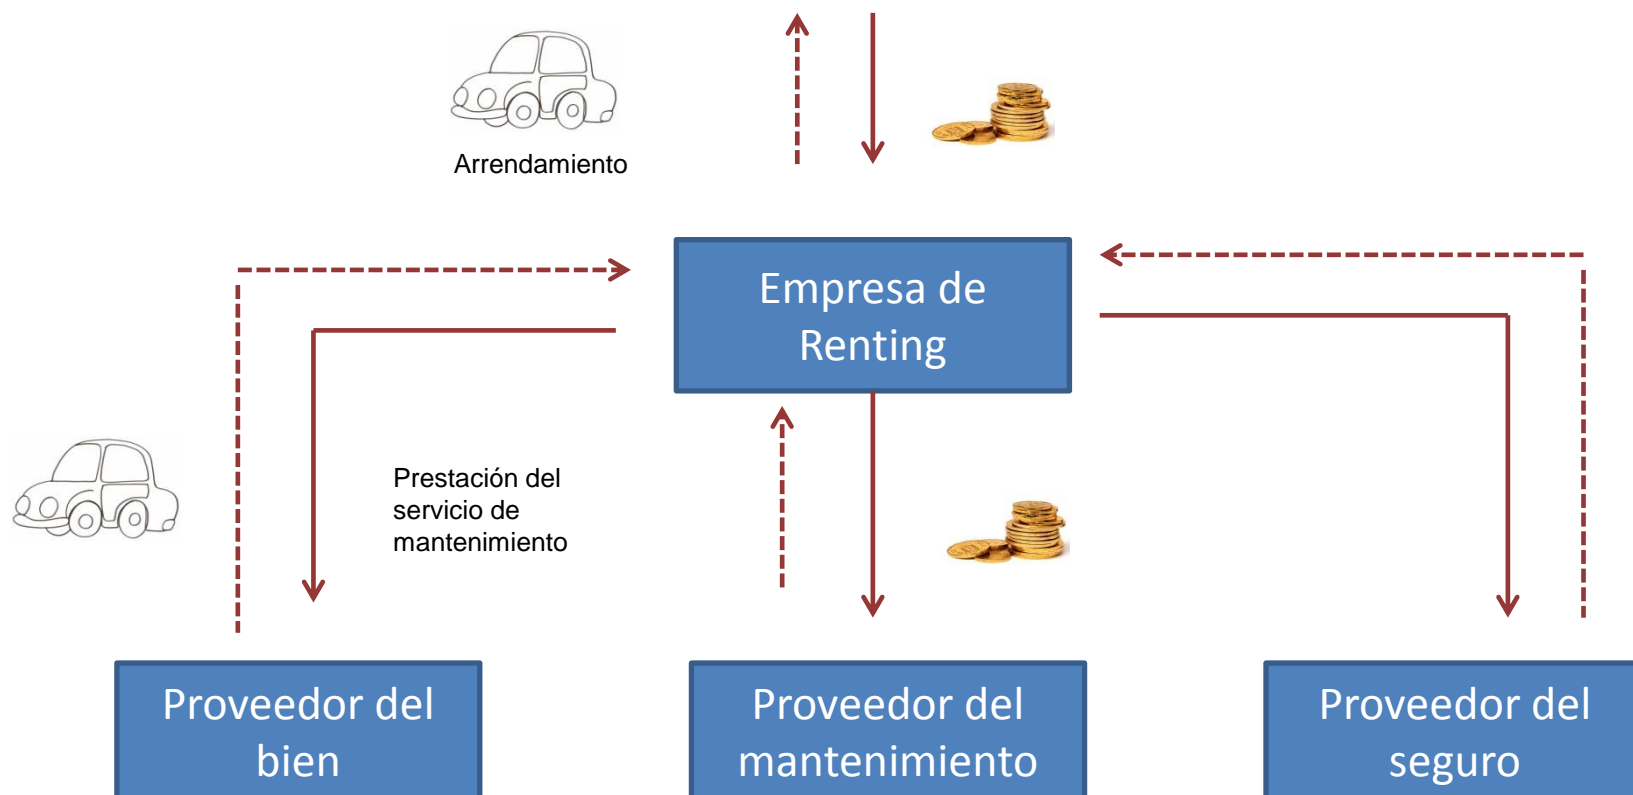 Arrendamiento
Empresa de
Renting
Prestación del
servicio de
mantenimiento
Proveedor del
bien
Proveedor del
mantenimiento
Proveedor del
seguro